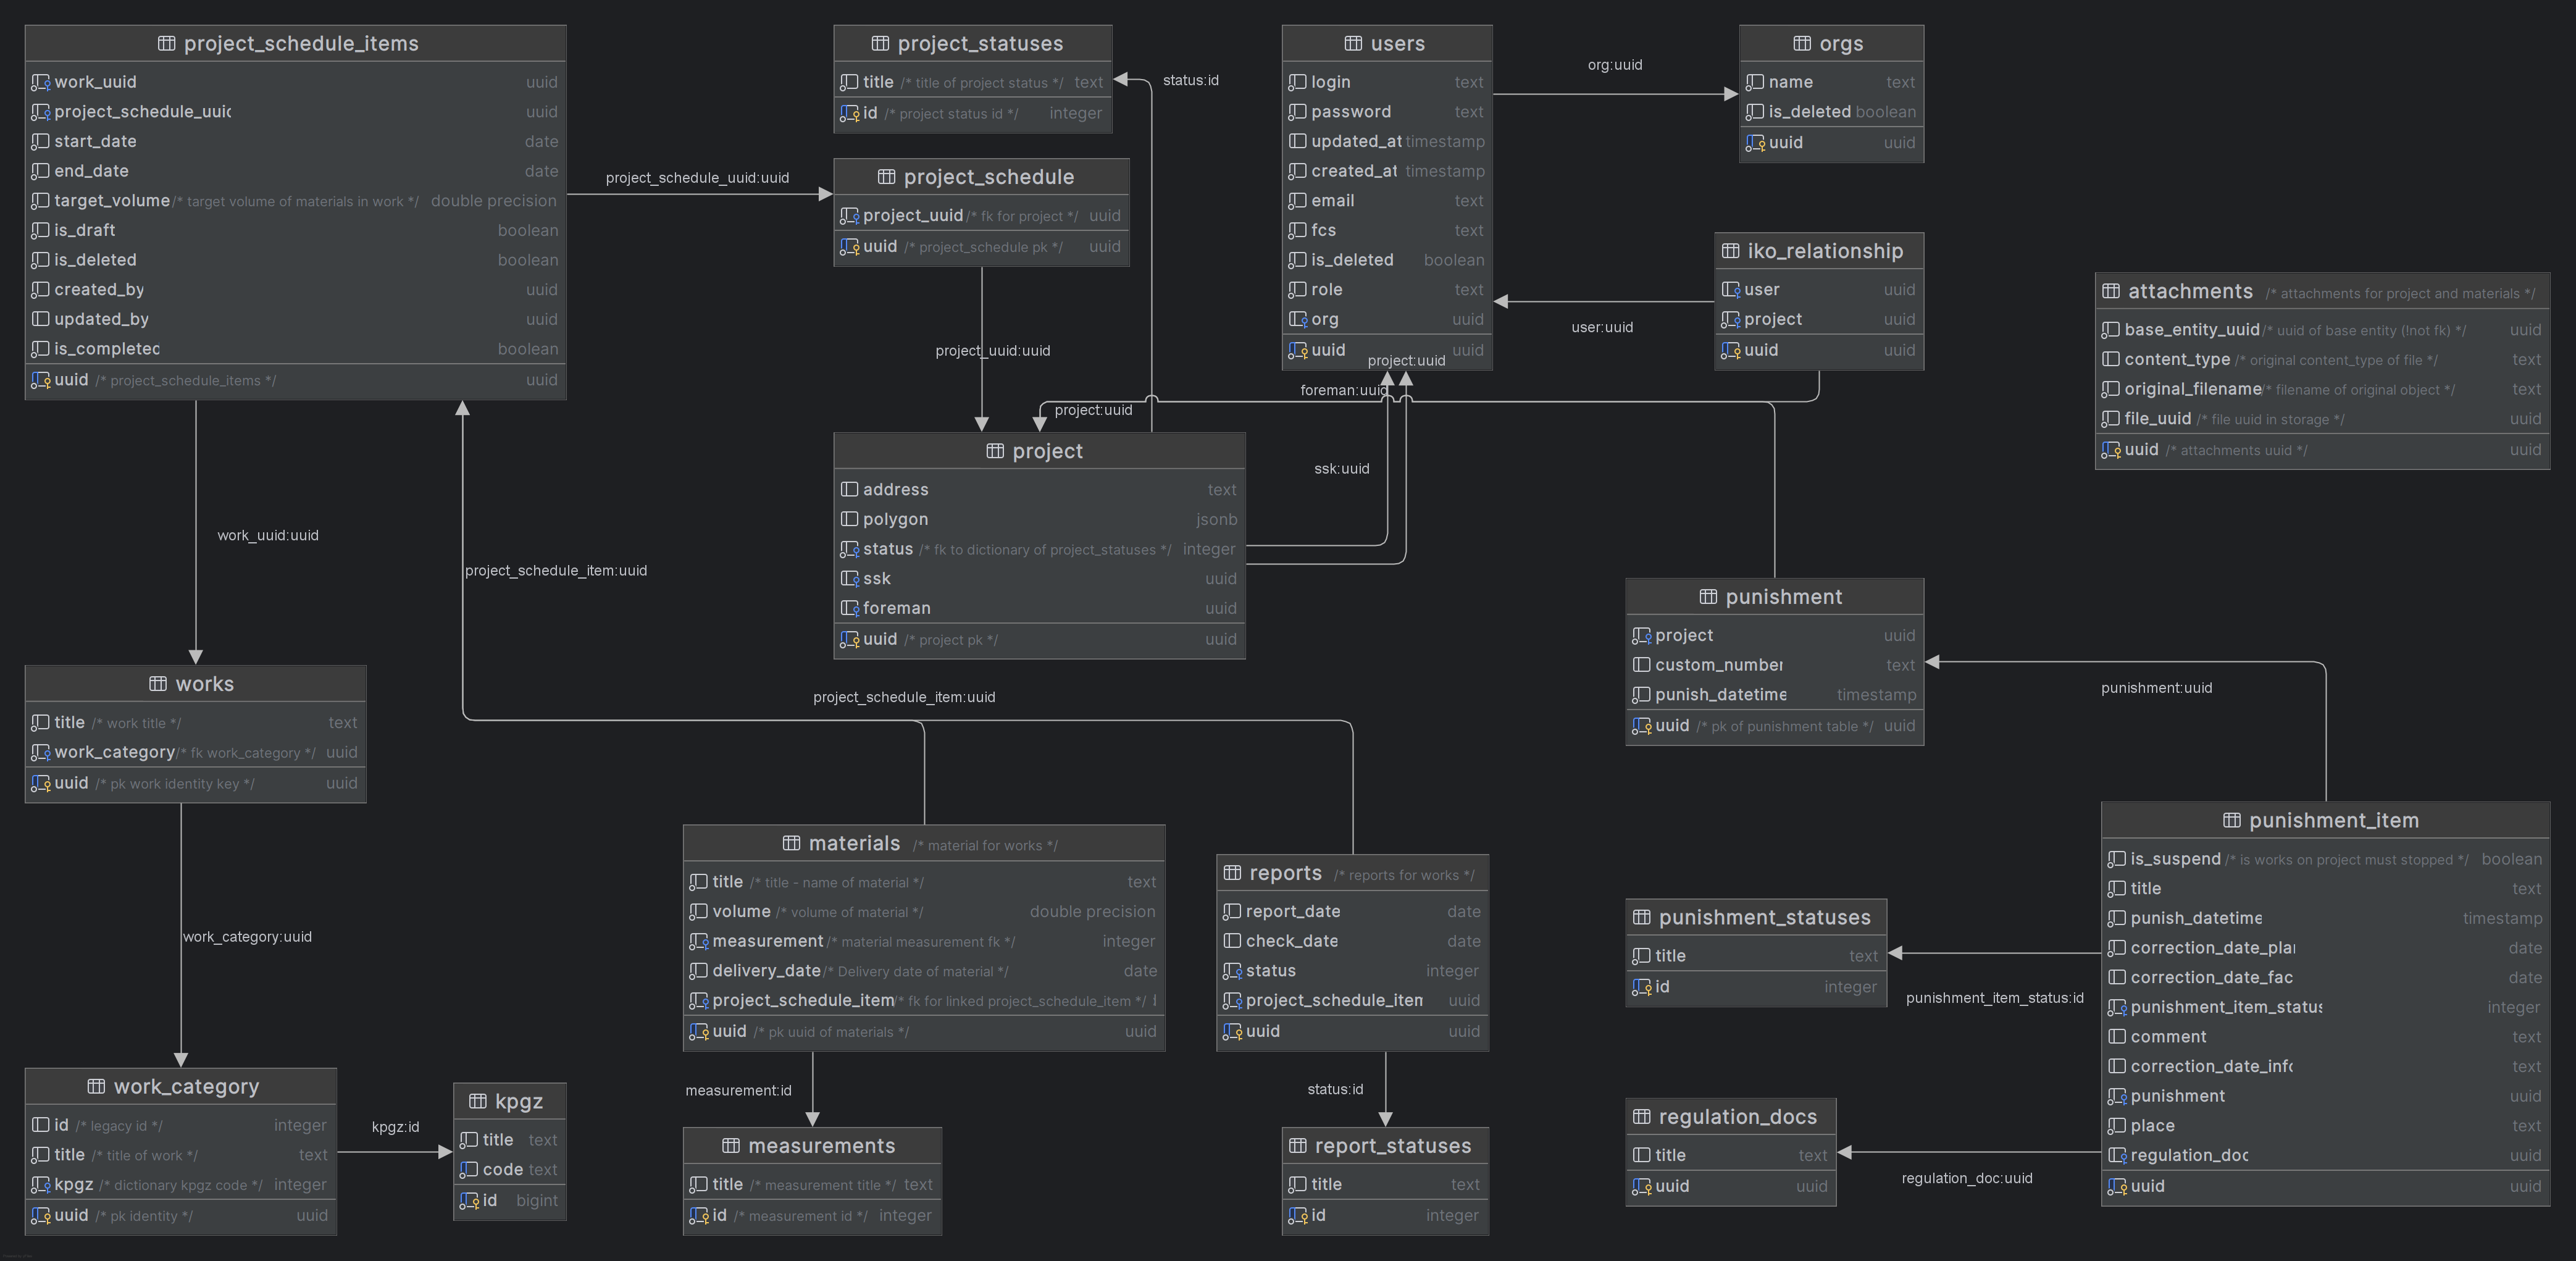 project_schedule_items
work_uuid uuid
project_schedule_uuic uuid
start_date date
end_date date
target_volume /* target volume of materials in work */ double precision
is_draft boolean
is_deleted boolean
created_by uuid
updated_by uuid
is_completec boolean
uuid /* project_schedule_items */ uuid
project_schedule_uuid:uuid
project_statuses
title /* title of project status */ text
id /* project status id */ integer
status:id
project_schedule
project_uuid /* fk for project */ uuid
uuid /* project_schedule pk */ uuid
project_uuid:uuid
users
login text
password text
updated_at timestamp
created_at timestamp
email text
fcs text
is_deleted boolean
role text
org uuid
uuid uuid
org:uuid
orgs
name text
is_deleted boolean
uuid uuid
iko_relationship
user uuid
project uuid
uuid uuid
user:uuid
project:uuid
foreman:uuid
project:uuid
ssk:uuid
attachments /* attachments for project and materials */
base_entity_uuid /* uuid of base entity (!not fk) */ uuid
content_type /* original content_type of file */ text
original_filename /* filename of original object */ text
file_uuid /* file uuid in storage */ uuid
uuid /* attachments uuid */ uuid
project
address text
polygon jsonb
status /* fk to dictionary of project_statuses */ integer
ssk uuid
foreman uuid
uuid /* project pk */ uuid
work_uuid:uuid
project_schedule_item:uuid
project_schedule_item:uuid
punishment
project uuid
custom_number text
punish_datetime timestamp
uuid /* pk of punishment table */ uuid
punishment:uuid
works
title /* work title */ text
work_category /* fk work_category */ uuid
uuid /* pk work identity key */ uuid
work_category:uuid
materials /* material for works */
title /* title - name of material */ text
volume /* volume of material */ double precision
measurement /* material measurement fk */ integer
delivery_date /* Delivery date of material */ date
project_schedule_item /* fk for linked project_schedule_item */
uuid /* pk uuid of materials */ uuid
measurement:id
reports /* reports for works */
report_date date
check_date date
status integer
project_schedule_iten uuid
uuid uuid
status:id
punishment_item
is_suspend /* is works on project must stopped */ boolean
title text
punish_datetime timestamp
correction_date_plai date
correction_date_fac date
punishment_item_status integer
comment text
correction_date_info text
punishment uuid
place text
regulation_doc uuid
uuid uuid
punishment_statuses
title text
id integer
punishment_item_status:id
regulation_docs
title text
uuid uuid
regulation_doc:uuid
work_category
id /* legacy id */ integer
title /* title of work */ text
kpgz /* dictionary kpgz code */ integer
uuid /* pk identity */ uuid
kpgz:id
kpgz
title text
code text
id bigint
measurements
title /* measurement title */ text
id /* measurement id */ integer
report_statuses
title text
id integer